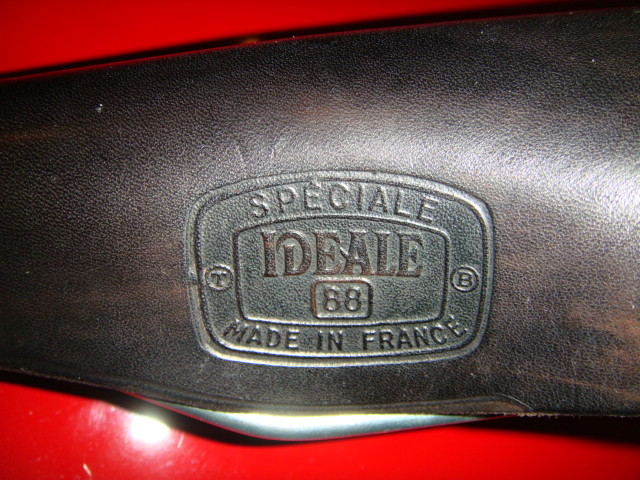 SPÉCIALE
IDEALE
T
B
88
MADE IN FRANCE